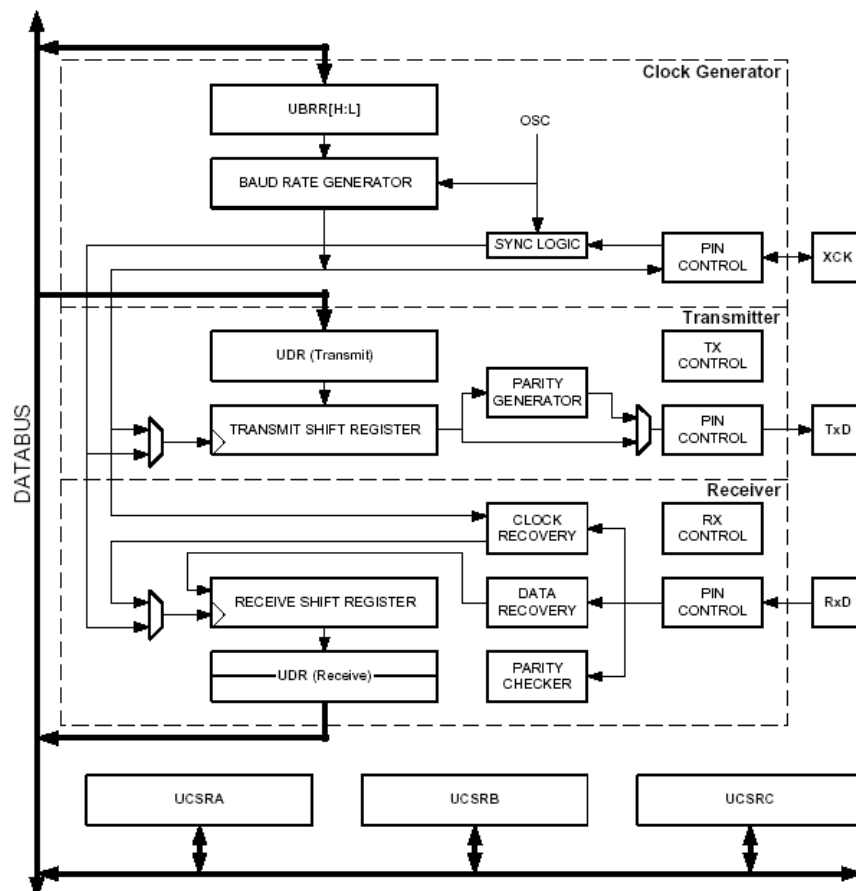 Clock Generator
UBRR[H:L]
OSC
BAUD RATE GENERATOR
SYNC LOGIC
PIN
CONTROL
XCK
Transmitter
UDR (Transmit)
TX
CONTROL
PARITY
GENERATOR
TRANSMIT SHIFT REGISTER
PIN
CONTROL
TxD
DATABUS
Receiver
CLOCK
RECOVERY
RX
CONTROL
RECEIVE SHIFT REGISTER
DATA
RECOVERY
PIN
CONTROL
RxD
UDR (Receive)
PARITY
CHECKER
UCSRA
UCSRB
UCSRC